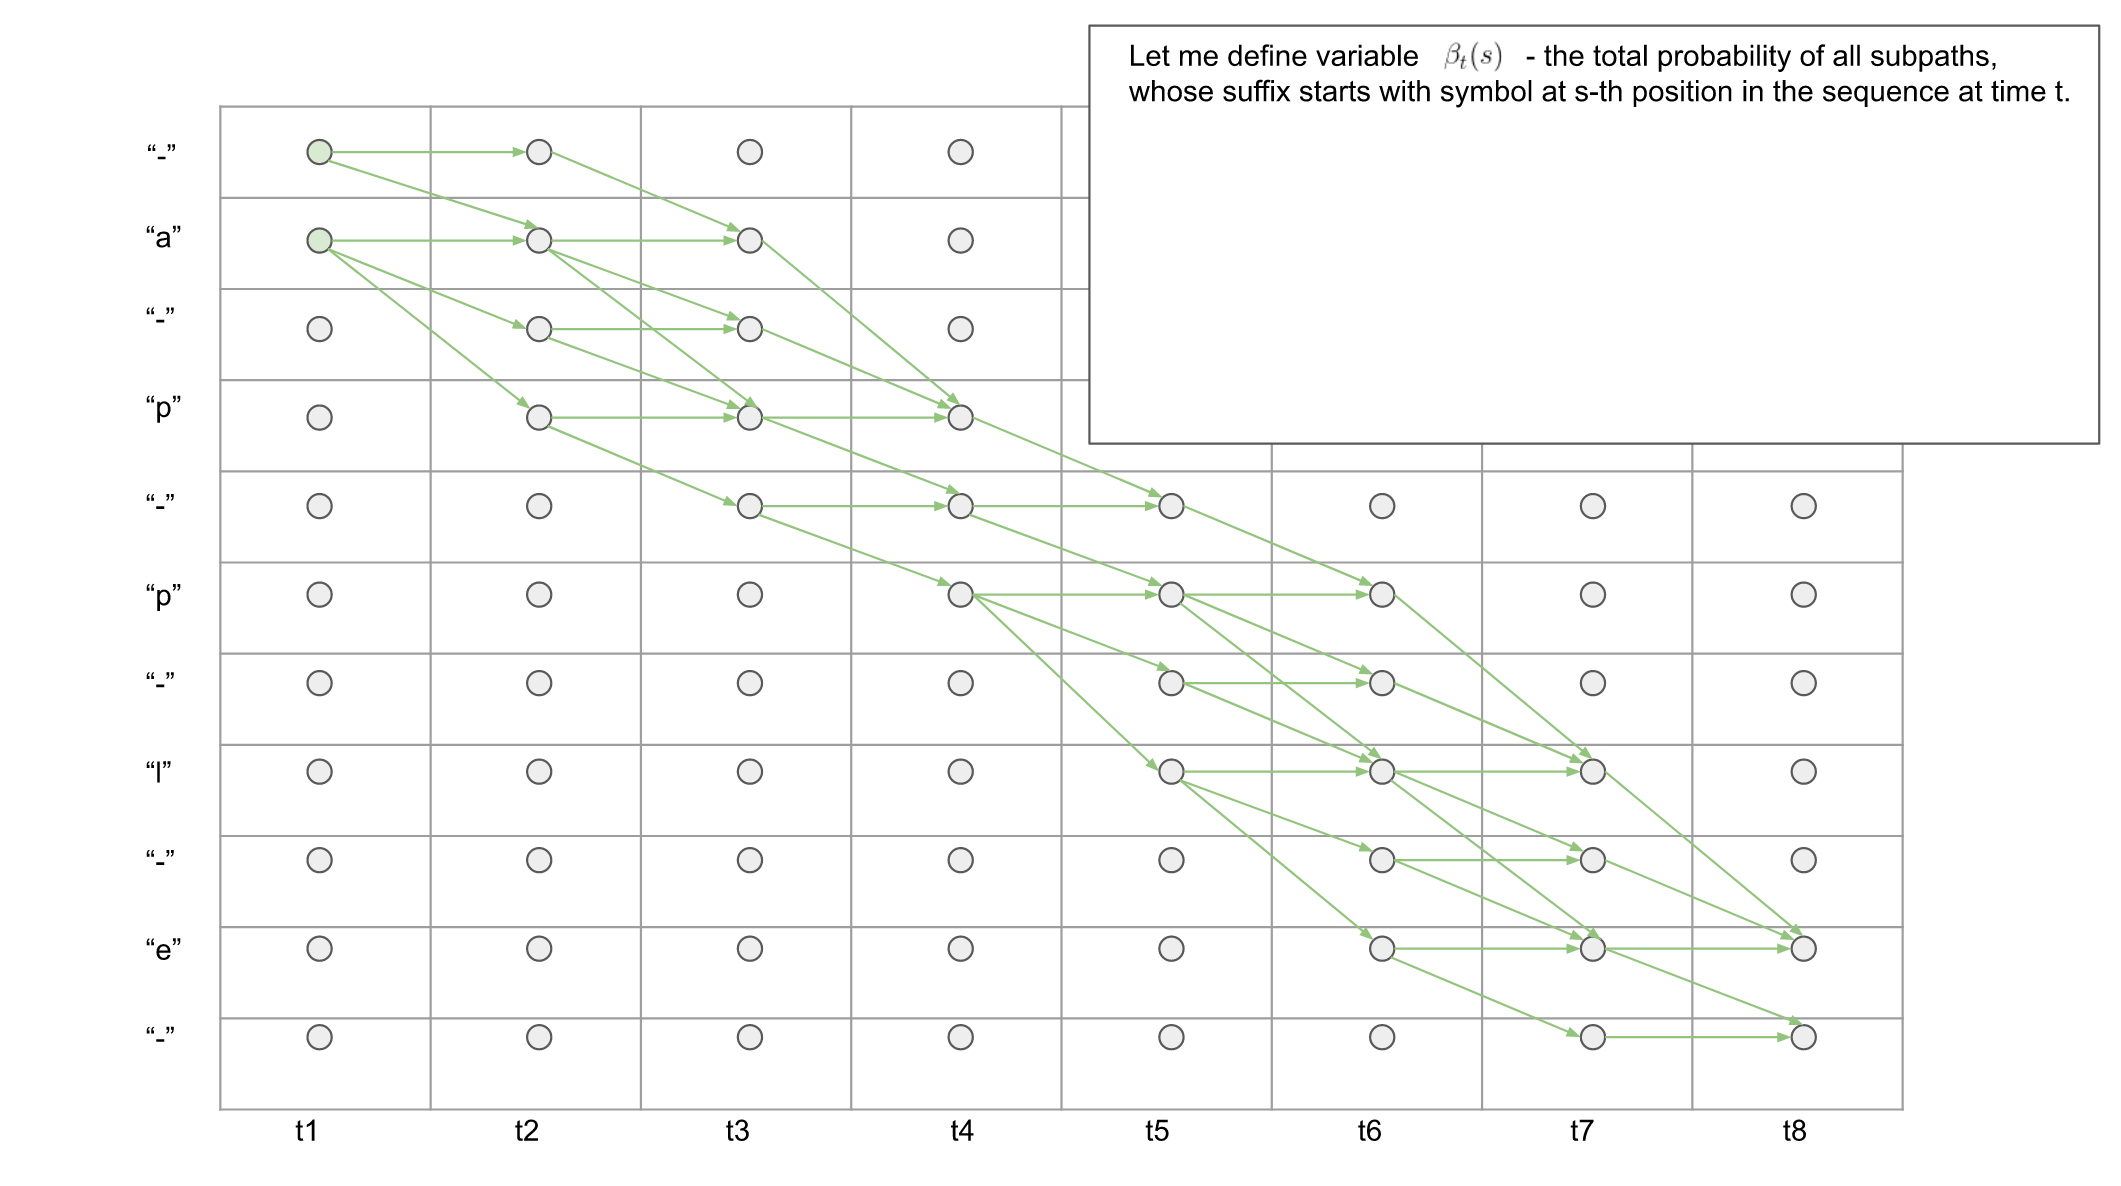 Let me define variable β_t(s) - the total probability of all subpaths,
whose suffix starts with symbol at s-th position in the sequence at time t.
“-”
“a”
“-”
“p”
“-”
“p”
“-”
“l”
“-”
“e”
“-”
t1 t2 t3 t4 t5 t6 t7 t8